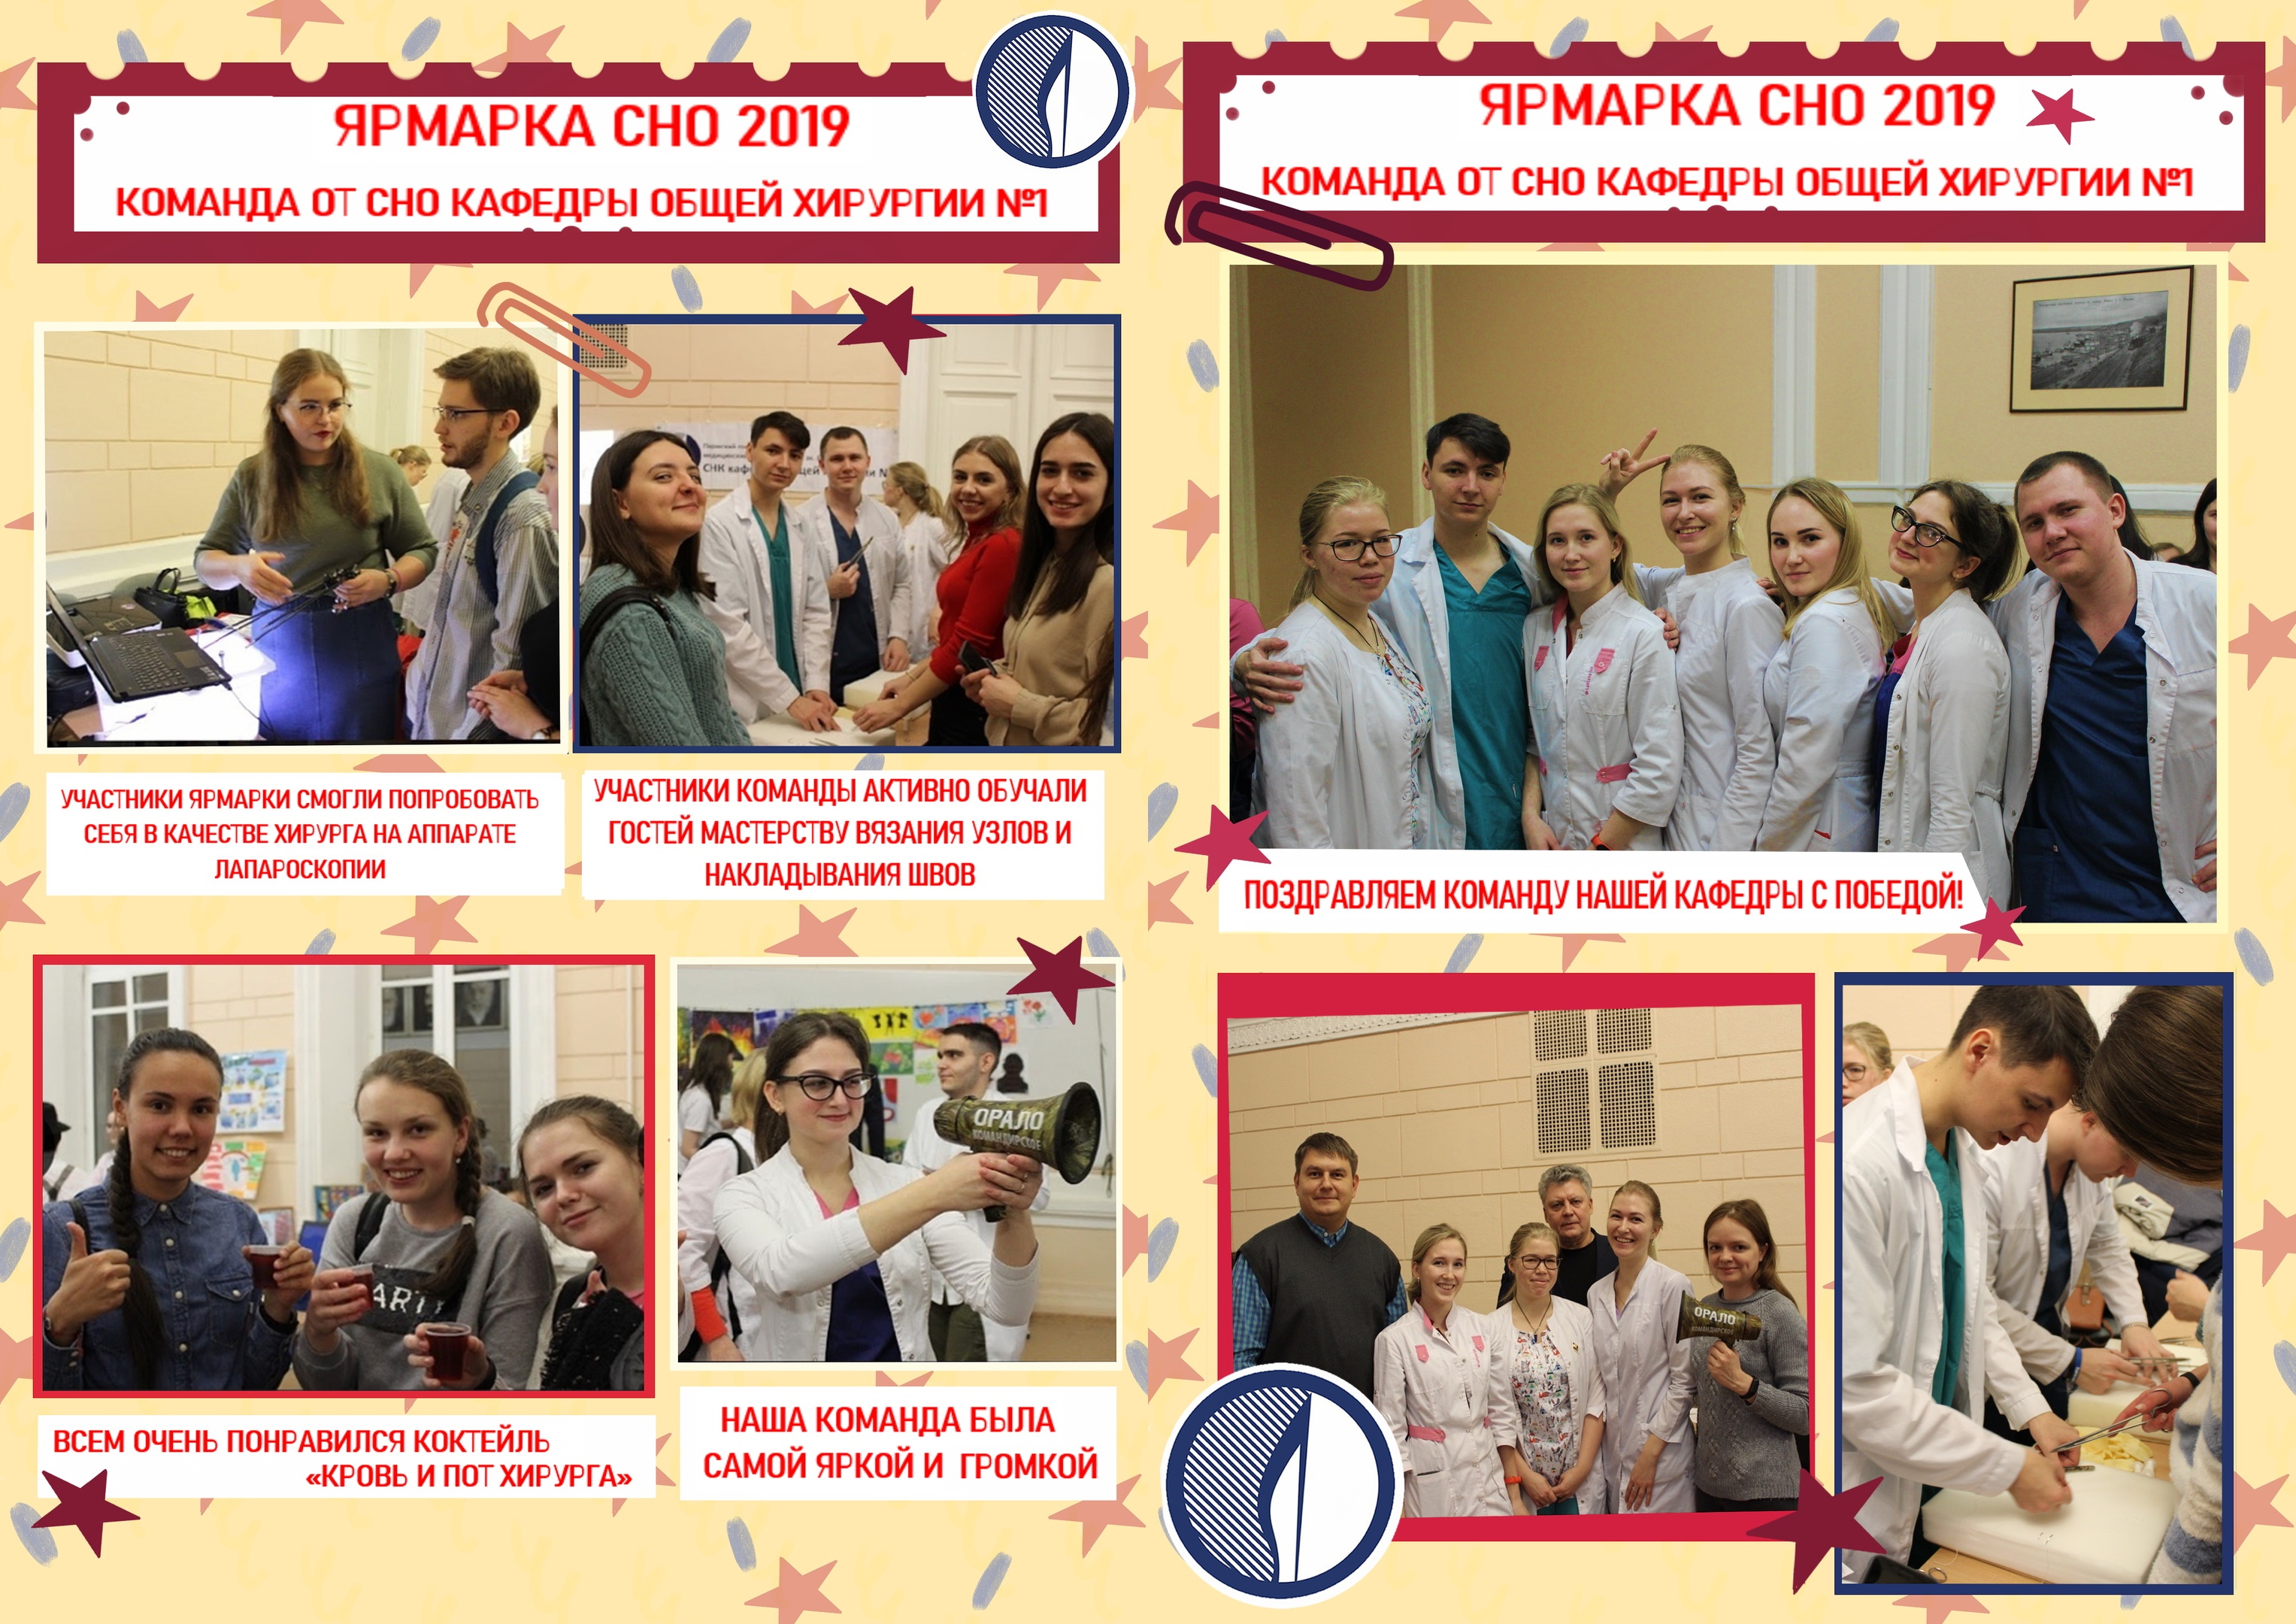 ЯРМАРКА СНО 2019
КОМАНДА ОТ СНО КАФЕДРЫ ОБЩЕЙ ХИРУРГИИ №1
СНК
УЧАСТНИКИ ЯРМАРКИ СМОГЛИ ПОПРОБОВАТЬ
СЕБЯ В КАЧЕСТВЕ ХИРУРГА НА АППАРАТЕ
ЛАПАРОСКОПИИ
УЧАСТНИКИ КОМАНДЫ АКТИВНО ОБУЧАЛИ
ГОСТЕЙ МАСТЕРСТВУ ВЯЗАНИЯ УЗЛОВ И
НАКЛАДЫВАНИЯ ШВОВ
ОРАЛО
КОМАНДИРСКОЕ
ВСЕМ ОЧЕНЬ ПОНРАВИЛСЯ КОКТЕЙЛЬ
«КРОВЬ И ПОТ ХИРУРГА»
НАША КОМАНДА БЫЛА
САМОЙ ЯРКОЙ И ГРОМКОЙ
ЯРМАРКА СНО 2019
КОМАНДА ОТ СНО КАФЕДРЫ ОБЩЕЙ ХИРУРГИИ №1
ПОЗДРАВЛЯЕМ КОМАНДУ НАШЕЙ КАФЕДРЫ С ПОБЕДОЙ!
ОРАЛО
КОМАНДИРСКОЕ